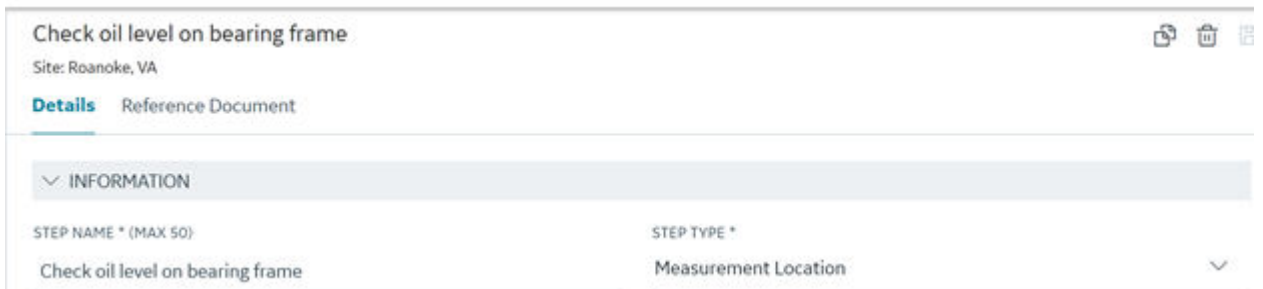 Check oil level on bearing frame
Site: Roanoke, VA
Details Reference Document
INFORMATION
STEP NAME * (MAX 50) STEP TYPE *
Check oil level on bearing frame Measurement Location